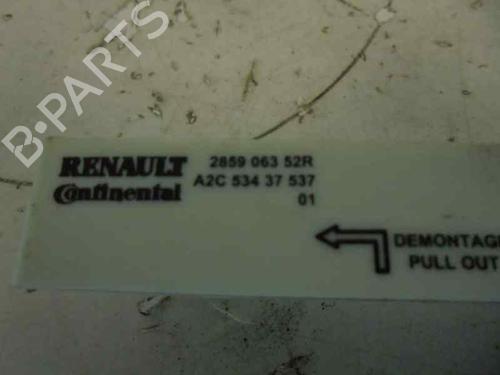 B-PARTS
RENAULT 2859 063 52R
Continental A2C 534 37 537
01
DEMONTAGE
PULL OUT